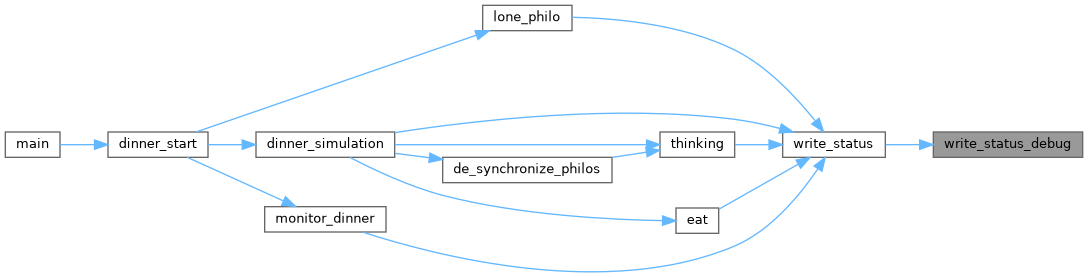 lone_philo
main
dinner_start
dinner_simulation
thinking
write_status
write_status_debug
de_synchronize_philos
monitor_dinner
eat